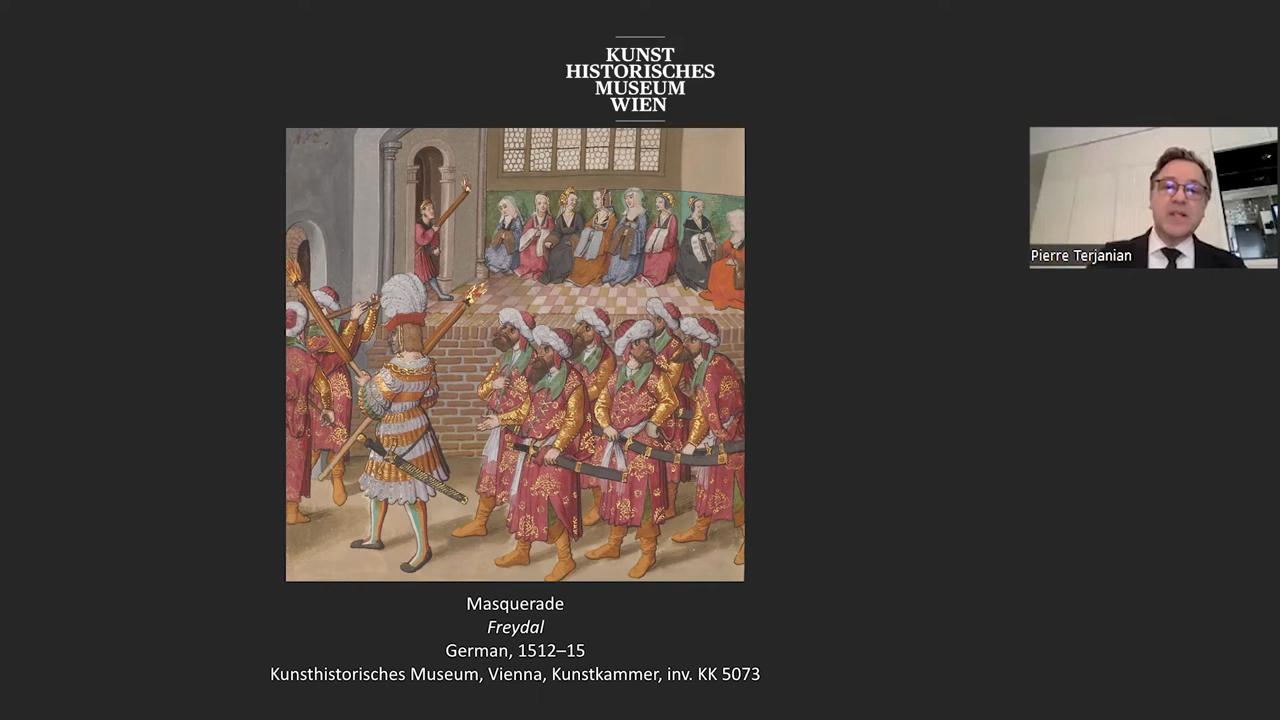 KUNST
HISTORISCHES
MUSEUM
WIEN
Pierre Terjanian
Masquerade
Freydal
German, 1512–15
Kunsthistorisches Museum, Vienna, Kunstkammer, inv. KK 5073